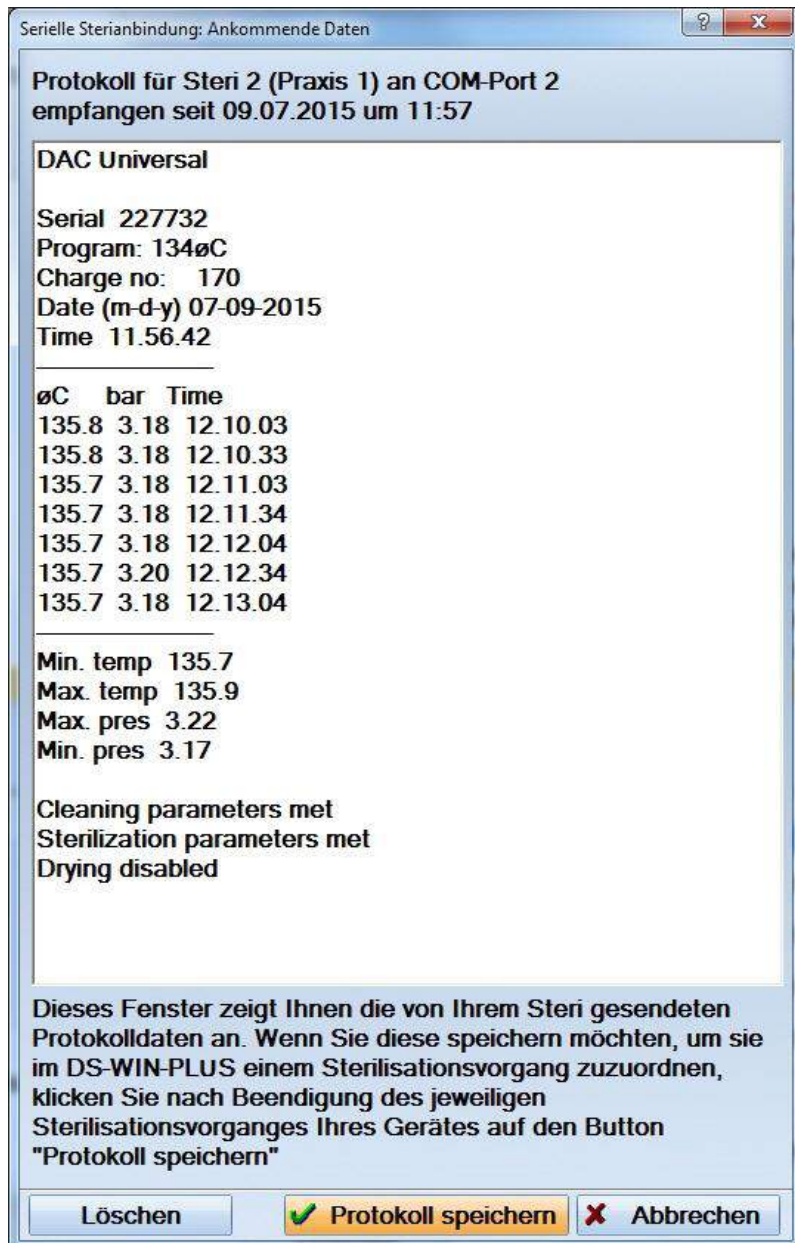 Serielle Sterianbindung: Ankommende Daten
Protokoll für Steri 2 (Praxis 1) an COM-Port 2
empfangen seit 09.07.2015 um 11:57
DAC Universal
Serial 227732
Program: 134øC
Charge no: 170
Date (m-d-y) 07-09-2015
Time 11.56.42
øC bar Time
135.8 3.18 12.10.03
135.8 3.18 12.10.33
135.7 3.18 12.11.03
135.7 3.18 12.11.34
135.7 3.18 12.12.04
135.7 3.20 12.12.34
135.7 3.18 12.13.04
Min. temp 135.7
Max. temp 135.9
Max. pres 3.22
Min. pres 3.17
Cleaning parameters met
Sterilization parameters met
Drying disabled
Dieses Fenster zeigt Ihnen die von Ihrem Steri gesendeten
Protokolldaten an. Wenn Sie diese speichern möchten, um sie
im DS-WIN-PLUS einem Sterilisationsvorgang zuzuordnen,
klicken Sie nach Beendigung des jeweiligen
Sterilisationsvorganges Ihres Gerätes auf den Button
"Protokoll speichern"
Löschen Protokoll speichern Abbrechen